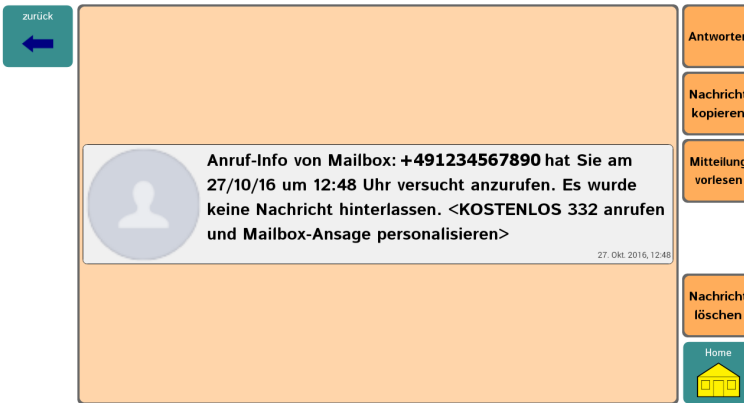 zurück
Anruf-Info von Mailbox: +491234567890 hat Sie am
27/10/16 um 12:48 Uhr versucht anzurufen. Es wurde
keine Nachricht hinterlassen. <KOSTENLOS 332 anrufen
und Mailbox-Ansage personalisieren>
27. Okt. 2016, 12:48
Antworten
Nachricht
kopieren
Mitteilung
vorlesen
Nachricht
löschen
Home